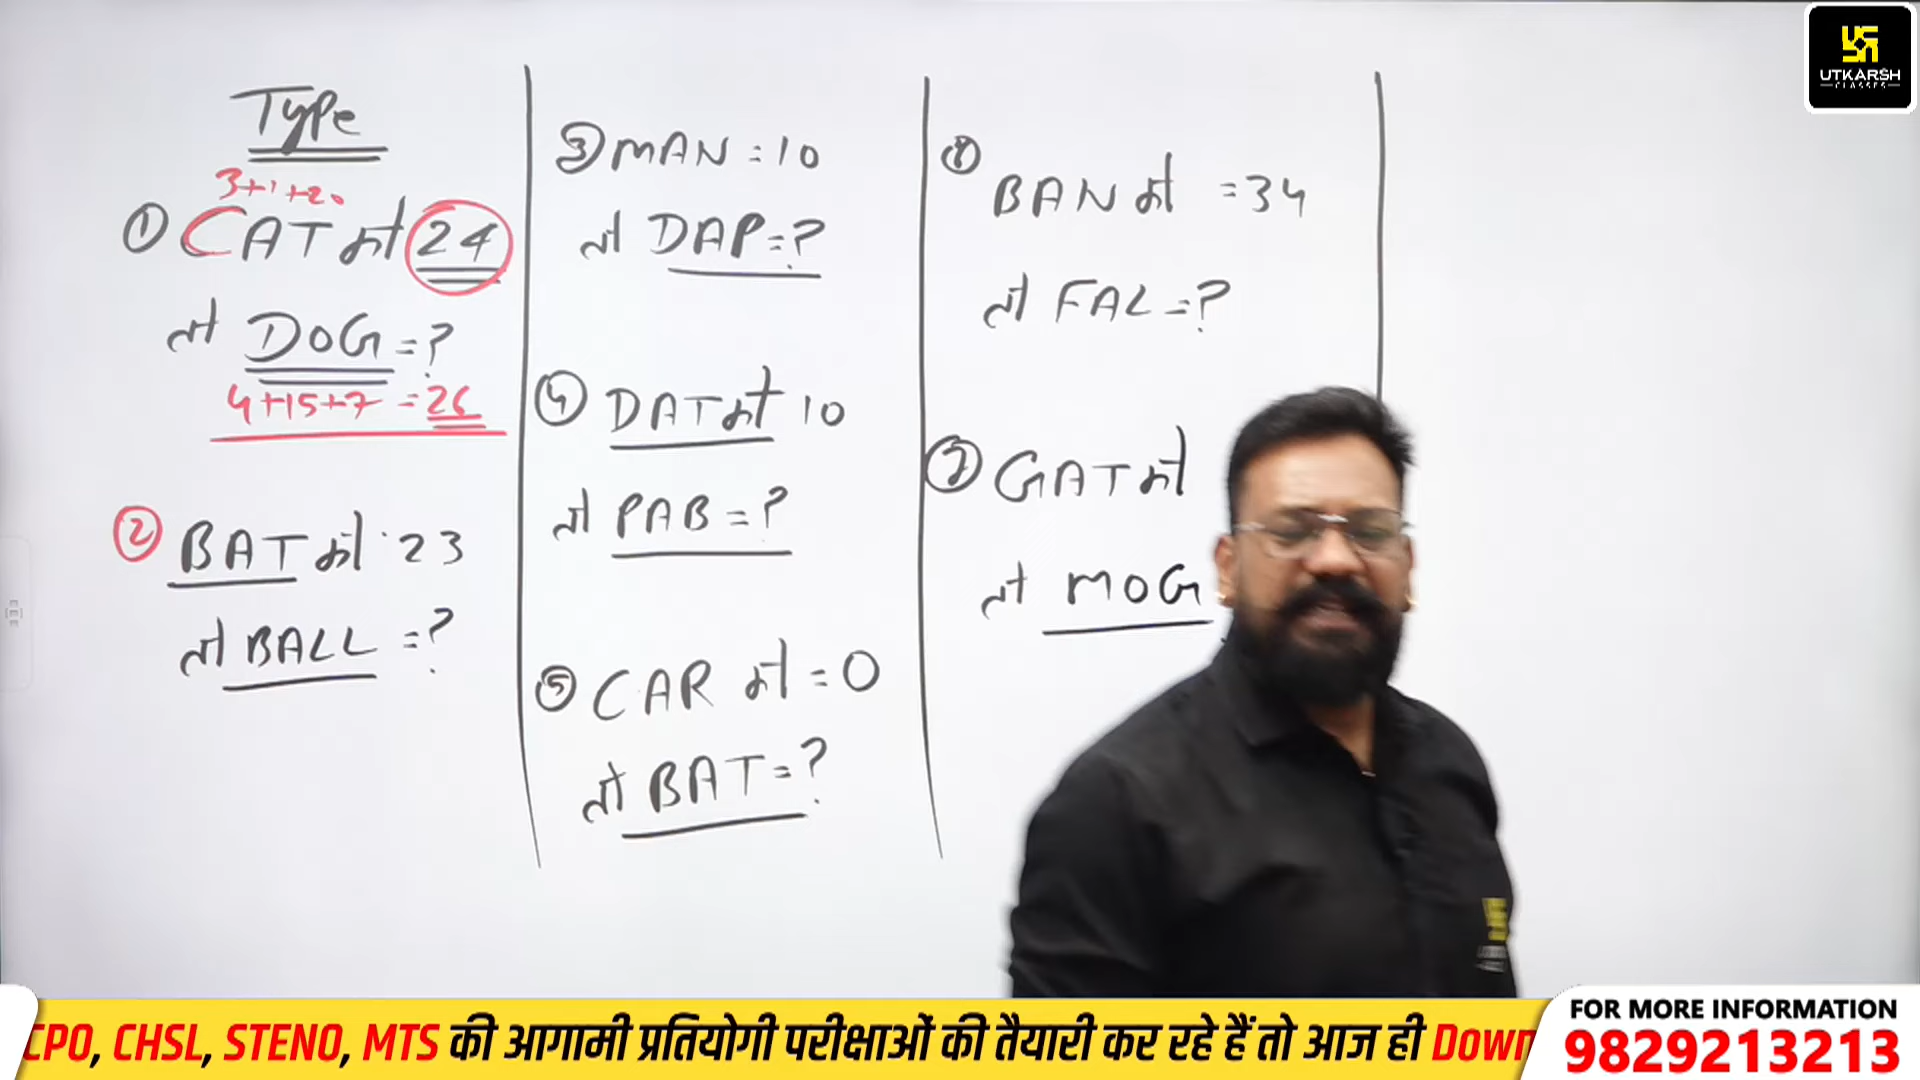 Type
3+1+20
① CAT को 24
तो DOG = ?
4+15+7 = 26
② BAT को 23
तो BALL = ?
③ MAN = 10
तो DAP = ?
④ DAT को 10
तो PAB = ?
⑤ CAR को = 0
तो BAT = ?
BAN को = 34
तो FAL = ?
⑦ GAT को
तो MOG
UTKARSH
CLASSES
CPO, CHSL, STENO, MTS की आगामी प्रतियोगी परीक्षाओं की तैयारी कर रहे हैं तो आज ही Down
FOR MORE INFORMATION
9829213213